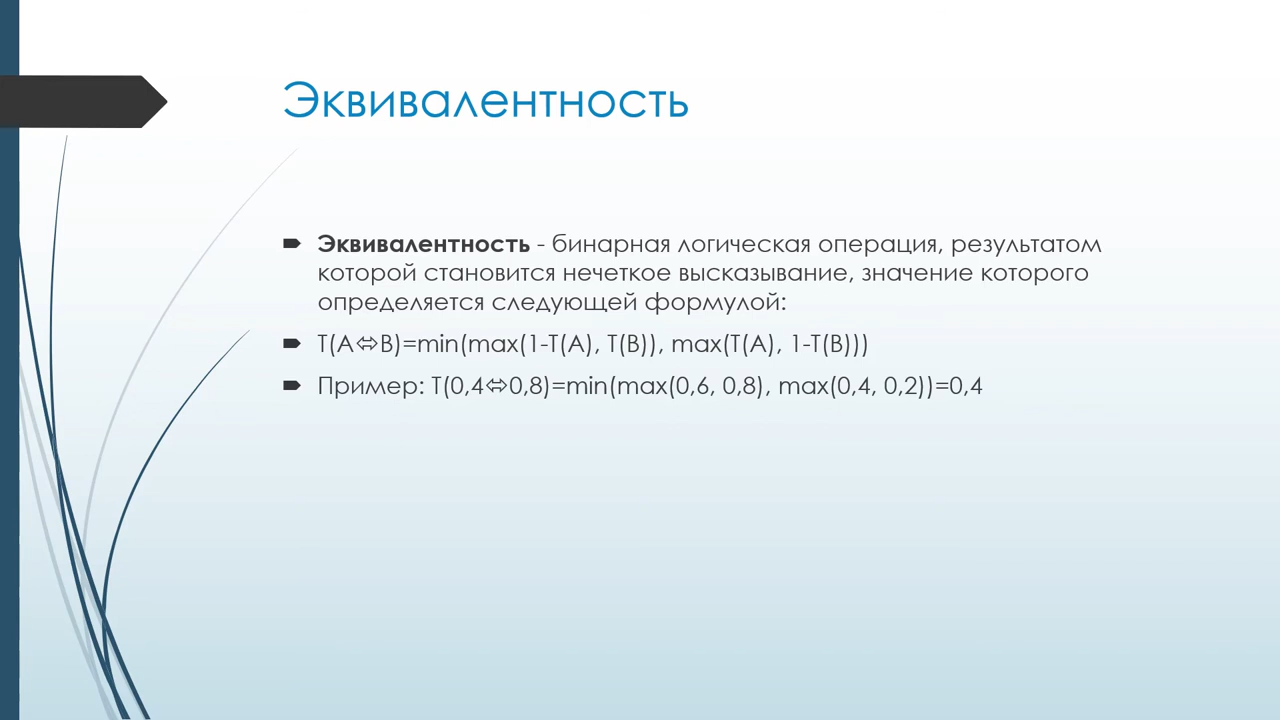 Эквивалентность
Эквивалентность - бинарная логическая операция, результатом
которой становится нечеткое высказывание, значение которого
определяется следующей формулой:
T(A⇔B)=min(max(1-T(A), T(B)), max(T(A), 1-T(B)))
Пример: T(0,4⇔0,8)=min(max(0,6, 0,8), max(0,4, 0,2))=0,4